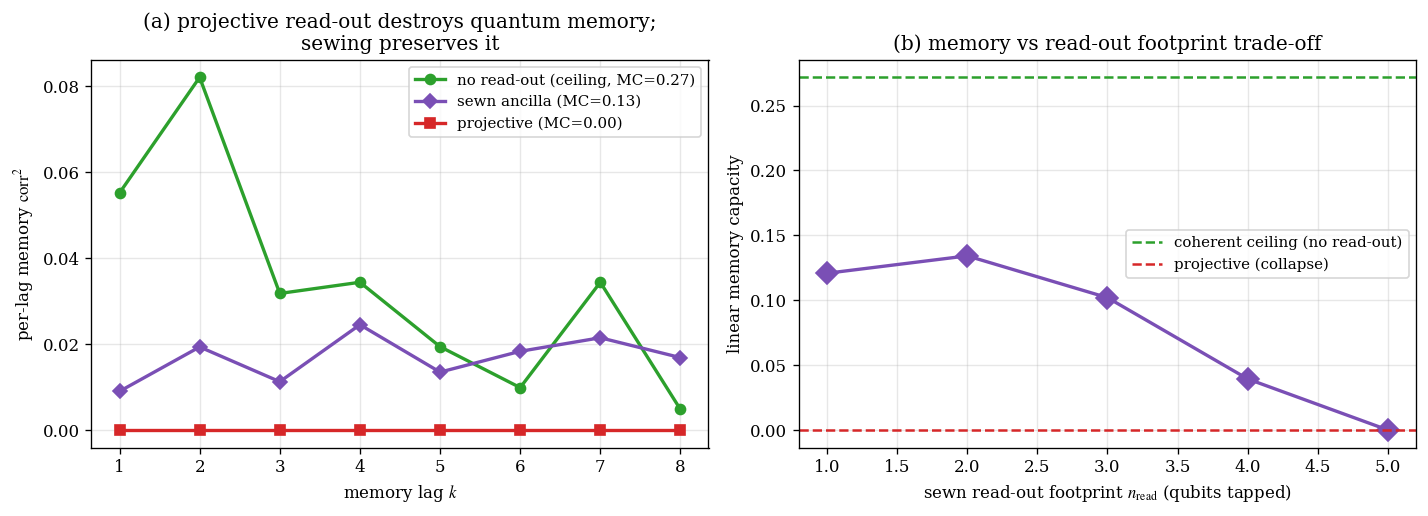 (a) projective read-out destroys quantum memory;
sewing preserves it
per-lag memory corr²
0.08
0.06
0.04
0.02
0.00
no read-out (ceiling, MC=0.27)
sewn ancilla (MC=0.13)
projective (MC=0.00)
1 2 3 4 5 6 7 8
memory lag k
(b) memory vs read-out footprint trade-off
linear memory capacity
0.25
0.20
0.15
0.10
0.05
0.00
coherent ceiling (no read-out)
projective (collapse)
1.0 1.5 2.0 2.5 3.0 3.5 4.0 4.5 5.0
sewn read-out footprint n_read (qubits tapped)